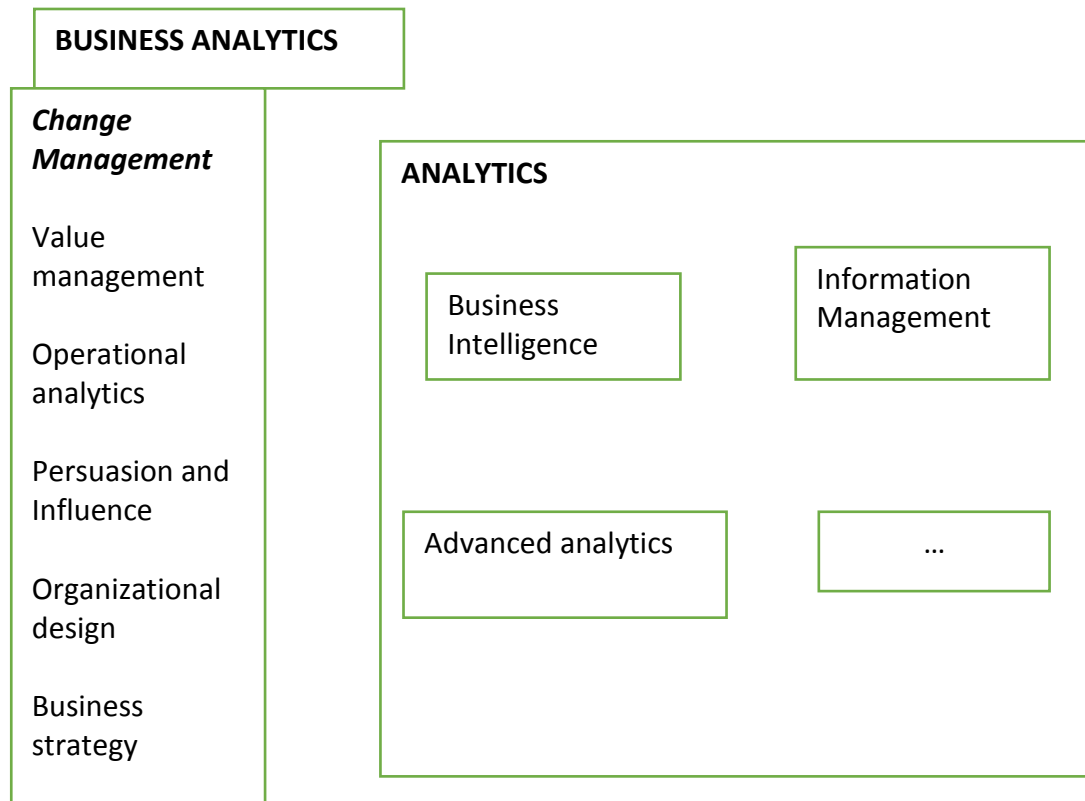 BUSINESS ANALYTICS
Change
Management
Value
management
Operational
analytics
Persuasion and
Influence
Organizational
design
Business
strategy
ANALYTICS
Business
Intelligence
Information
Management
Advanced analytics
...